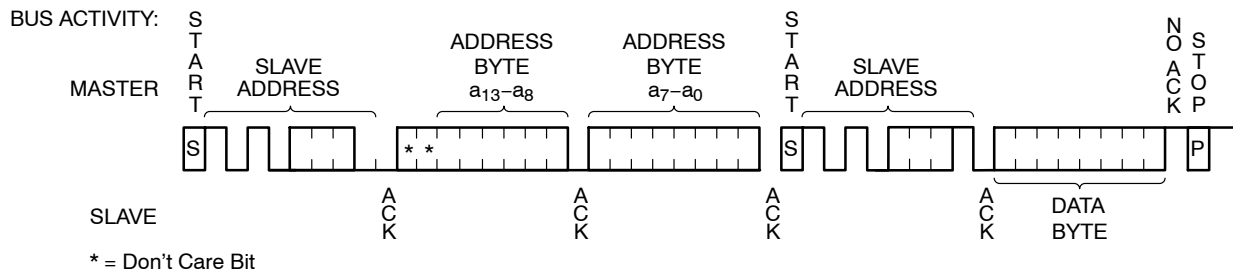 BUS ACTIVITY:
MASTER
START
SLAVE
ADDRESS
ADDRESS
BYTE
a13–a8
ADDRESS
BYTE
a7–a0
START
SLAVE
ADDRESS
NO ACK
STOP
S
* *
S
P
SLAVE
ACK
ACK
ACK
ACK
DATA
BYTE
* = Don't Care Bit